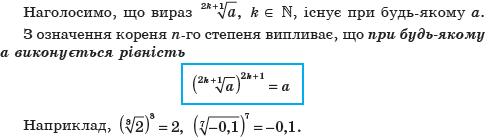 Наголосимо, що вираз ²ᵏ⁺¹√a, k ∈ ℕ, існує при будь-якому a.
З означення кореня n-го степеня випливає, що при будь-якому
a виконується рівність
(²ᵏ⁺¹√a)²ᵏ⁺¹ = a
Наприклад, (³√2)³ = 2, (⁷√−0,1)⁷ = −0,1.